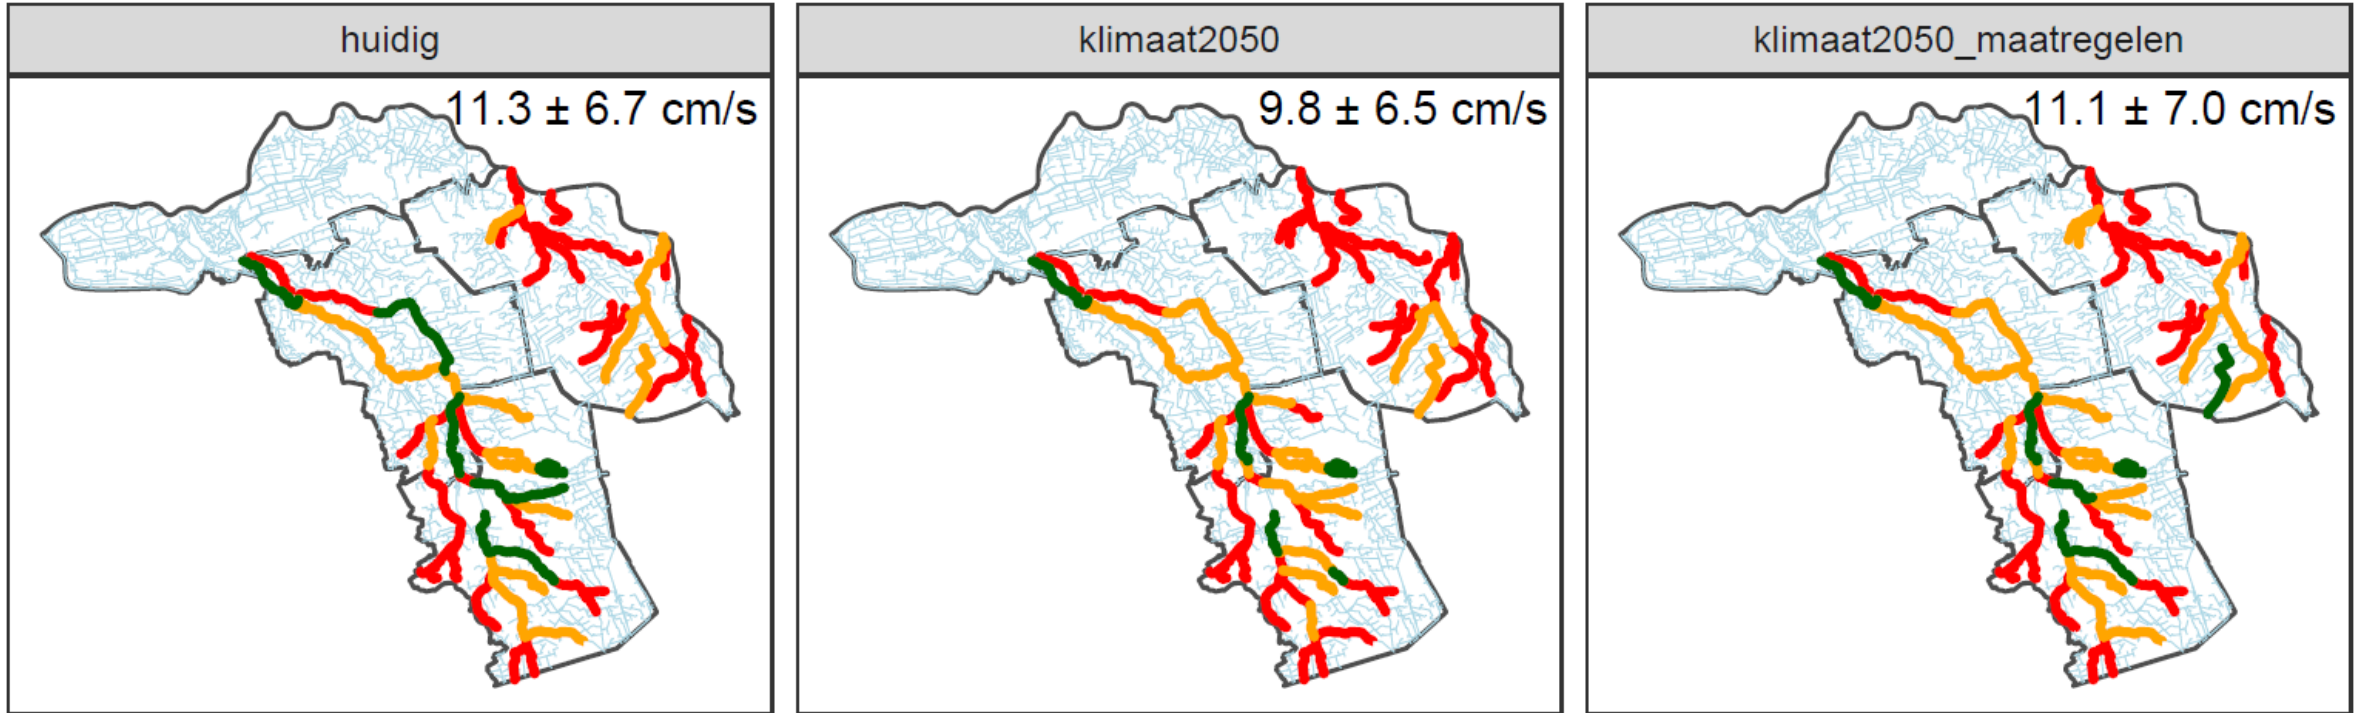 huidig
klimaat2050
klimaat2050_maatregelen
11.3 ± 6.7 cm/s
9.8 ± 6.5 cm/s
11.1 ± 7.0 cm/s